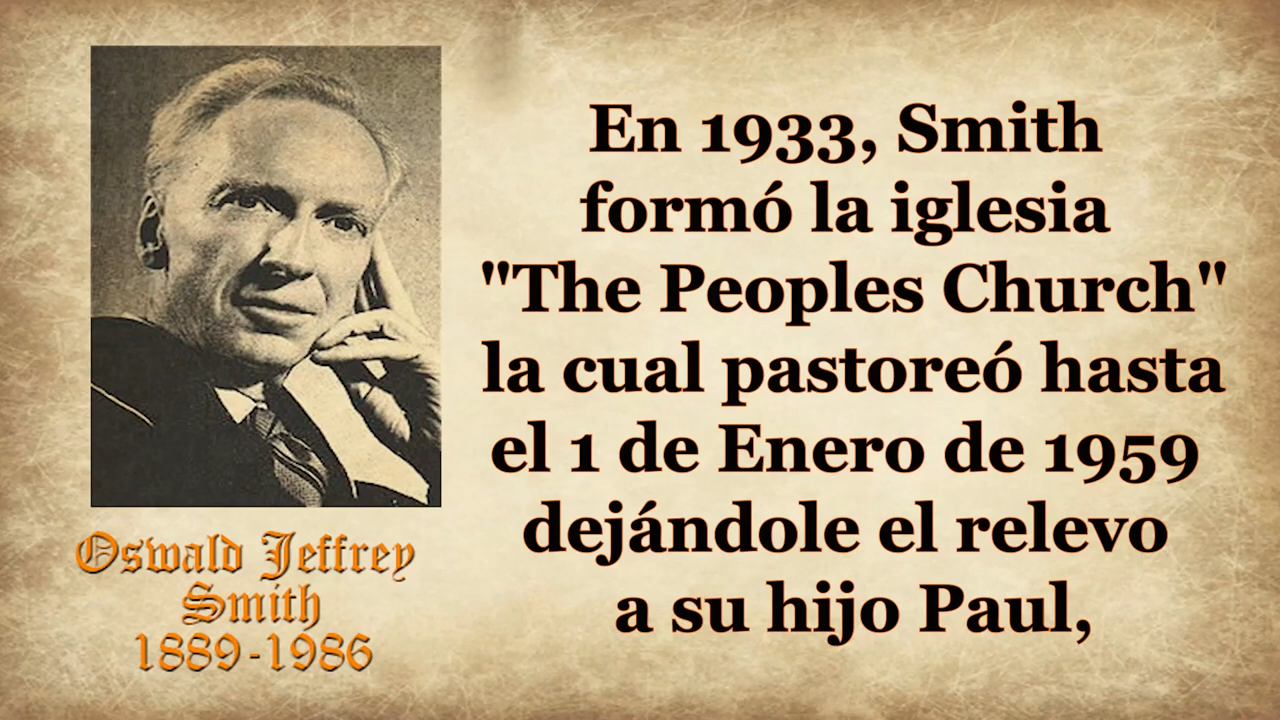 En 1933, Smith
formó la iglesia
"The Peoples Church"
la cual pastoreó hasta
el 1 de Enero de 1959
dejándole el relevo
a su hijo Paul,
Oswald Jeffrey
Smith
1889-1986